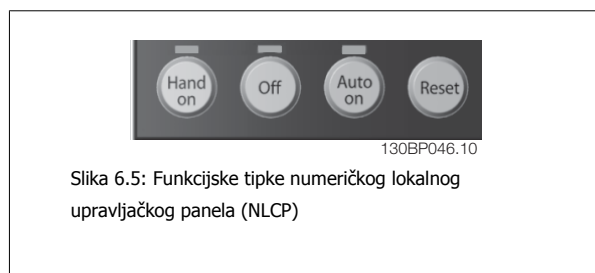 Hand on
Off
Auto on
Reset
130BP046.10
Slika 6.5: Funkcijske tipke numeričkog lokalnog
upravljačkog panela (NLCP)